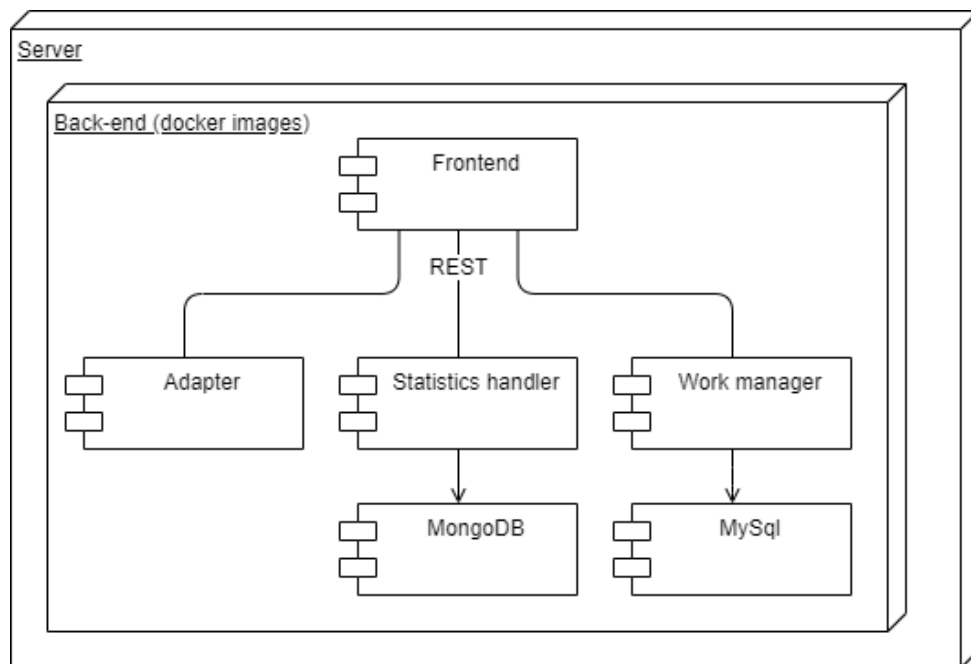 Server
Back-end (docker images)
Frontend
REST
Adapter
Statistics handler
Work manager
MongoDB
MySql